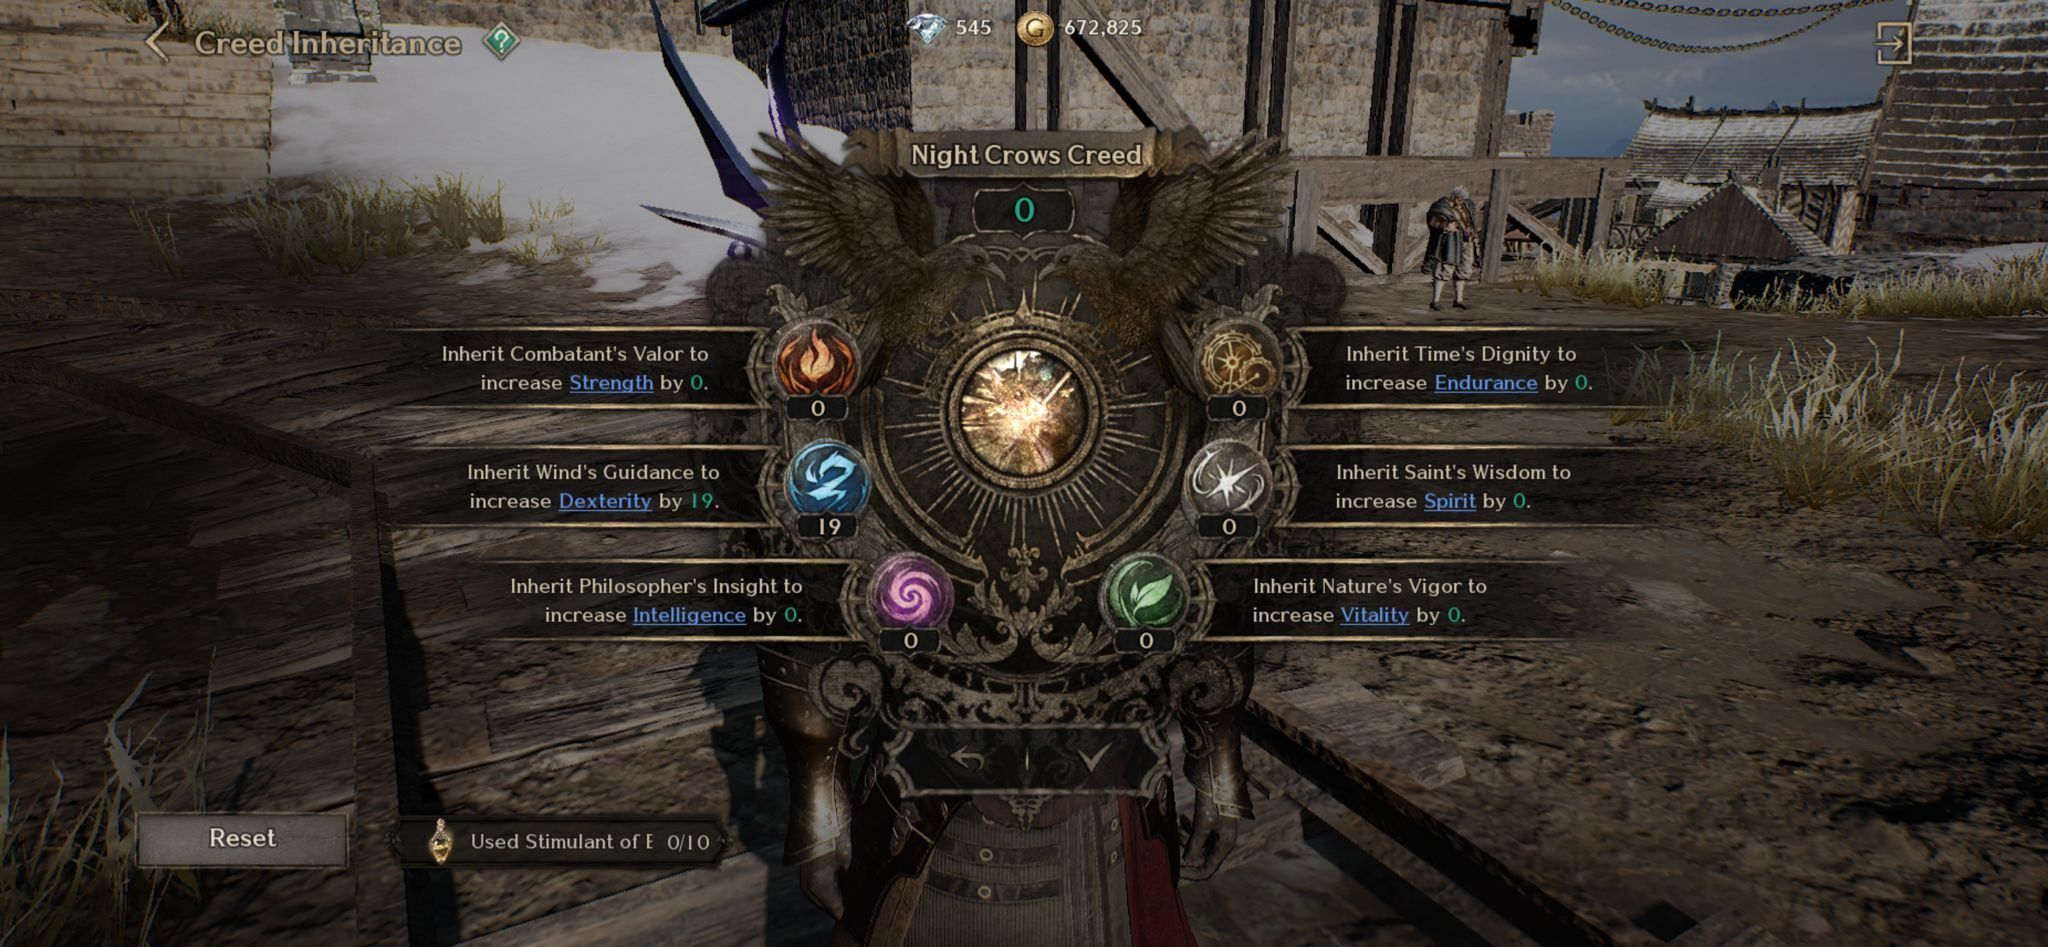 Creed Inheritance
?
545
G
672,825
Night Crows Creed
0
Inherit Combatant's Valor to
increase Strength by 0.
0
Inherit Time's Dignity to
increase Endurance by 0.
0
Inherit Wind's Guidance to
increase Dexterity by 19.
19
Inherit Saint's Wisdom to
increase Spirit by 0.
0
Inherit Philosopher's Insight to
increase Intelligence by 0.
0
Inherit Nature's Vigor to
increase Vitality by 0.
0
Reset
Used Stimulant of E 0/10